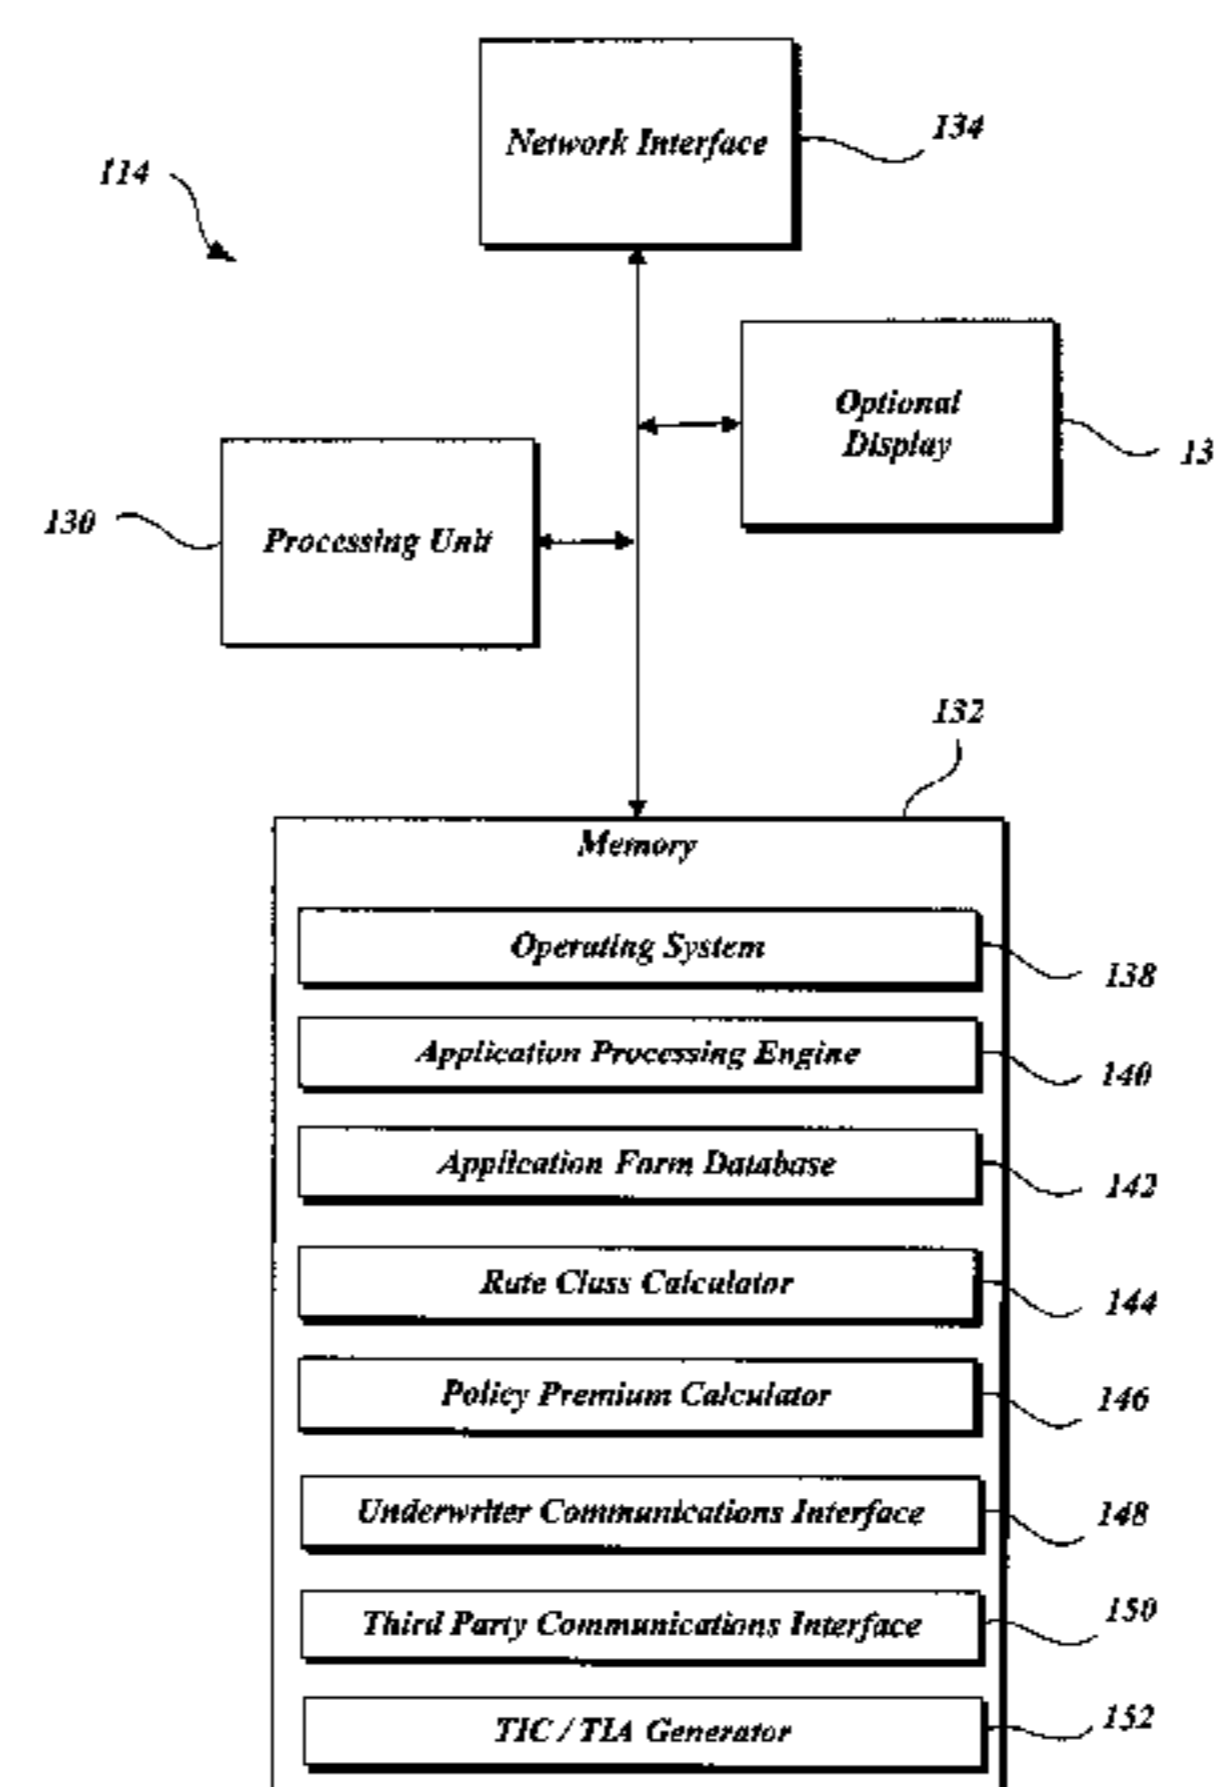 Network Interface
134
114
Optional
Display
13
130
Processing Unit
132
Memory
Operating System
138
Application Processing Engine
140
Application Form Database
142
Rate Class Calculator
144
Policy Premium Calculator
146
Underwriter Communications Interface
148
Third Party Communications Interface
150
TIC / TIA Generator
152